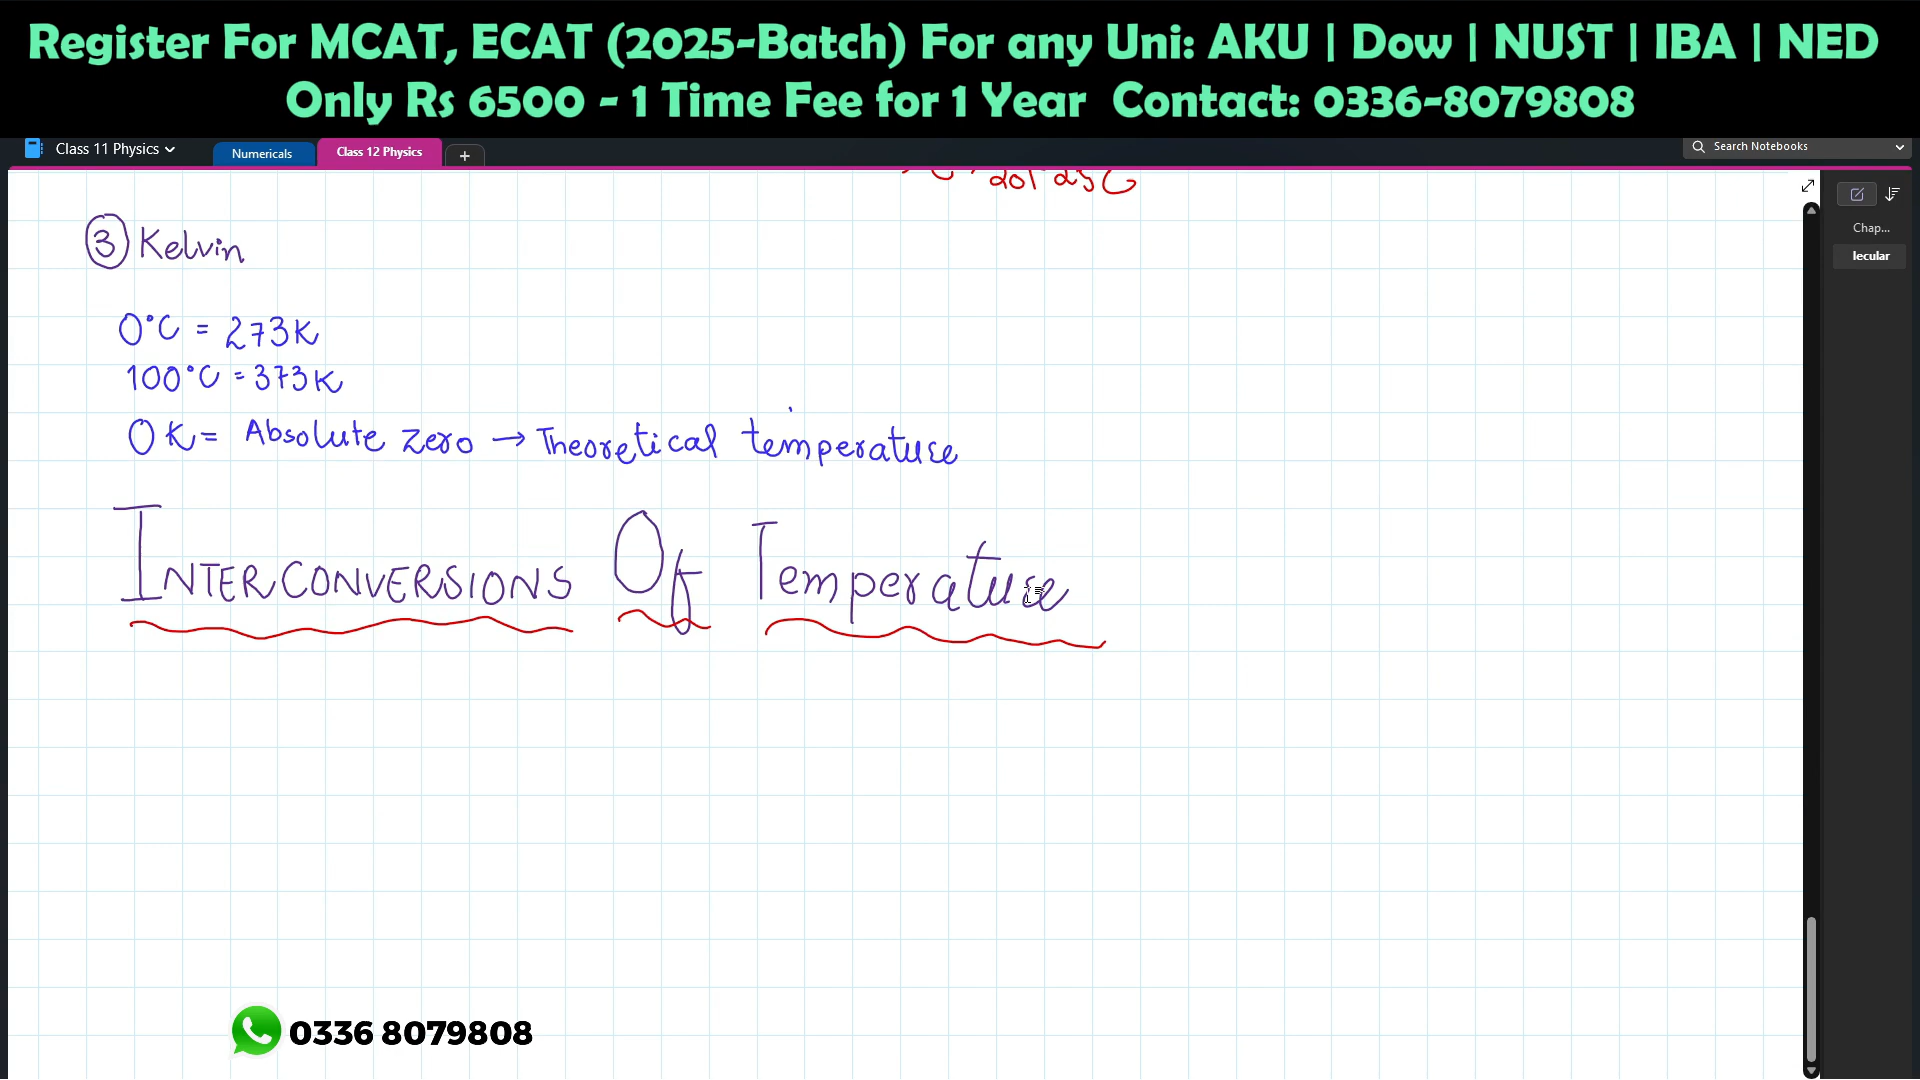 Register For MCAT, ECAT (2025-Batch) For any Uni: AKU | Dow | NUST | IBA | NED
Only Rs 6500 - 1 Time Fee for 1 Year Contact: 0336-8079808
Class 11 Physics
Numericals
Class 12 Physics
+
Search Notebooks
Chap...
lecular
3 Kelvin
0°C = 273K
100°C = 373K
0 K = Absolute zero → Theoretical temperature
INTERCONVERSIONS Of Temperature
0336 8079808